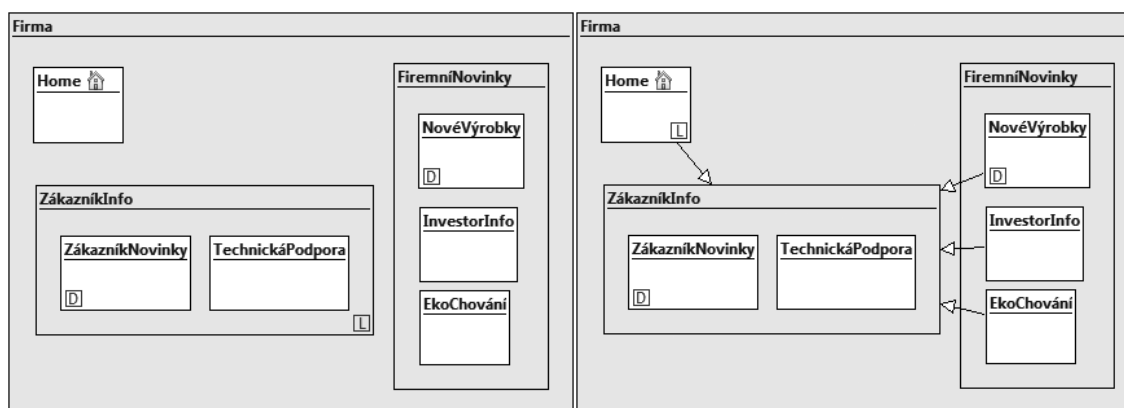 Firma
Home
FiremníNovinky
NovéVýrobky
D
ZákazníkInfo
InvestorInfo
ZákazníkNovinky
TechnickáPodpora
D
EkoChování
L
Firma
Home
L
FiremníNovinky
NovéVýrobky
D
ZákazníkInfo
InvestorInfo
ZákazníkNovinky
TechnickáPodpora
D
EkoChování